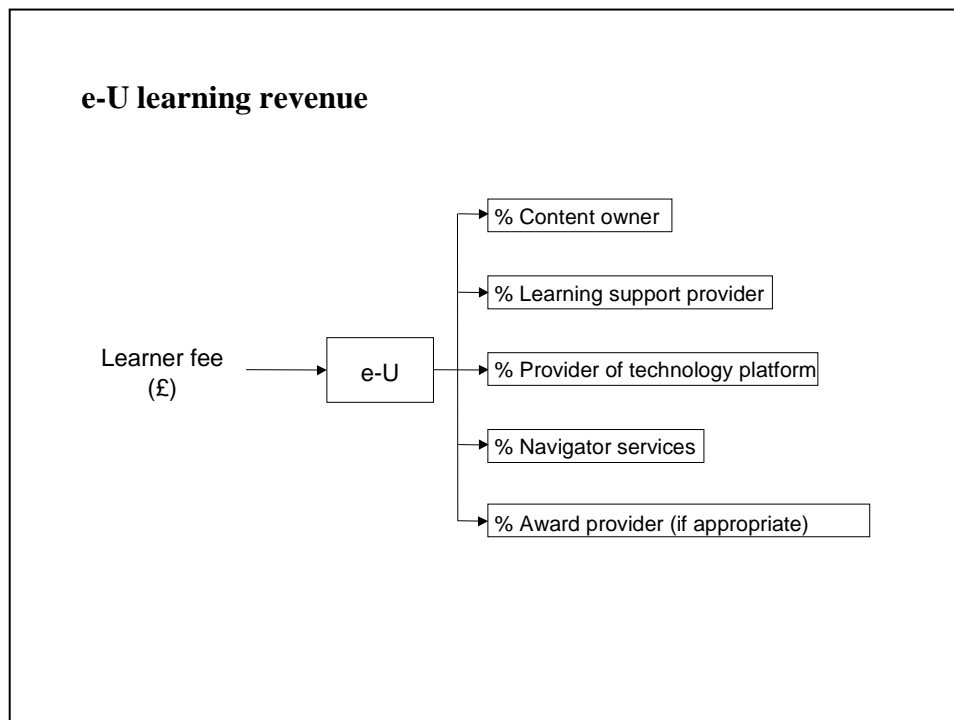 e-U learning revenue
% Content owner
% Learning support provider
Learner fee
(£)
e-U
% Provider of technology platform
% Navigator services
% Award provider (if appropriate)